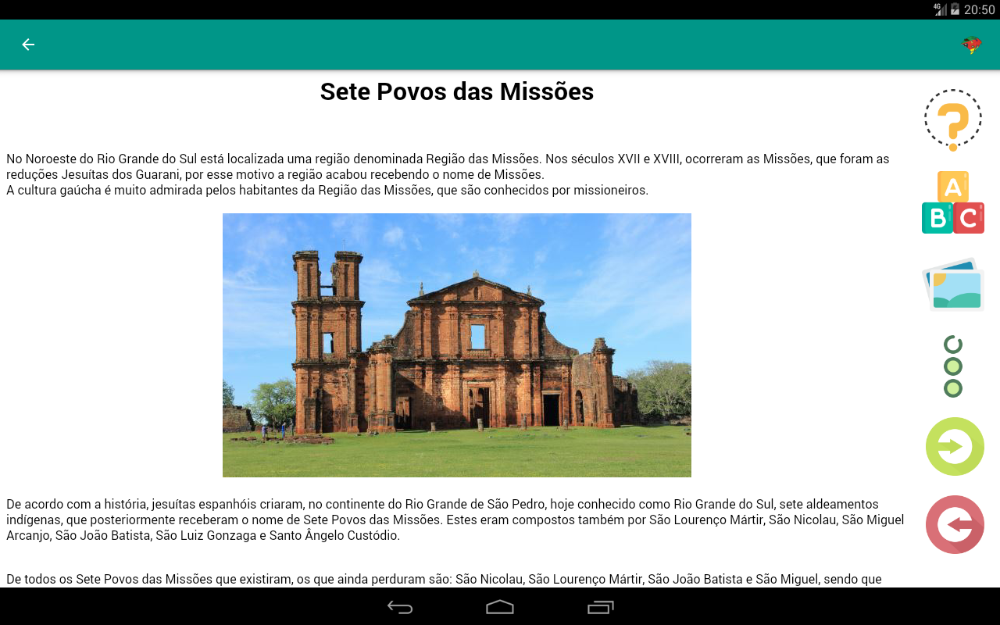 4G
20:50
Sete Povos das Missões
No Noroeste do Rio Grande do Sul está localizada uma região denominada Região das Missões. Nos séculos XVII e XVIII, ocorreram as Missões, que foram as
reduções Jesuítas dos Guarani, por esse motivo a região acabou recebendo o nome de Missões.
A cultura gaúcha é muito admirada pelos habitantes da Região das Missões, que são conhecidos por missioneiros.
A
B C
De acordo com a história, jesuítas espanhóis criaram, no continente do Rio Grande de São Pedro, hoje conhecido como Rio Grande do Sul, sete aldeamentos
indígenas, que posteriormente receberam o nome de Sete Povos das Missões. Estes eram compostos também por São Lourenço Mártir, São Nicolau, São Miguel
Arcanjo, São João Batista, São Luiz Gonzaga e Santo Ângelo Custódio.
De todos os Sete Povos das Missões que existiram, os que ainda perduram são: São Nicolau, São Lourenço Mártir, São João Batista e São Miguel, sendo que